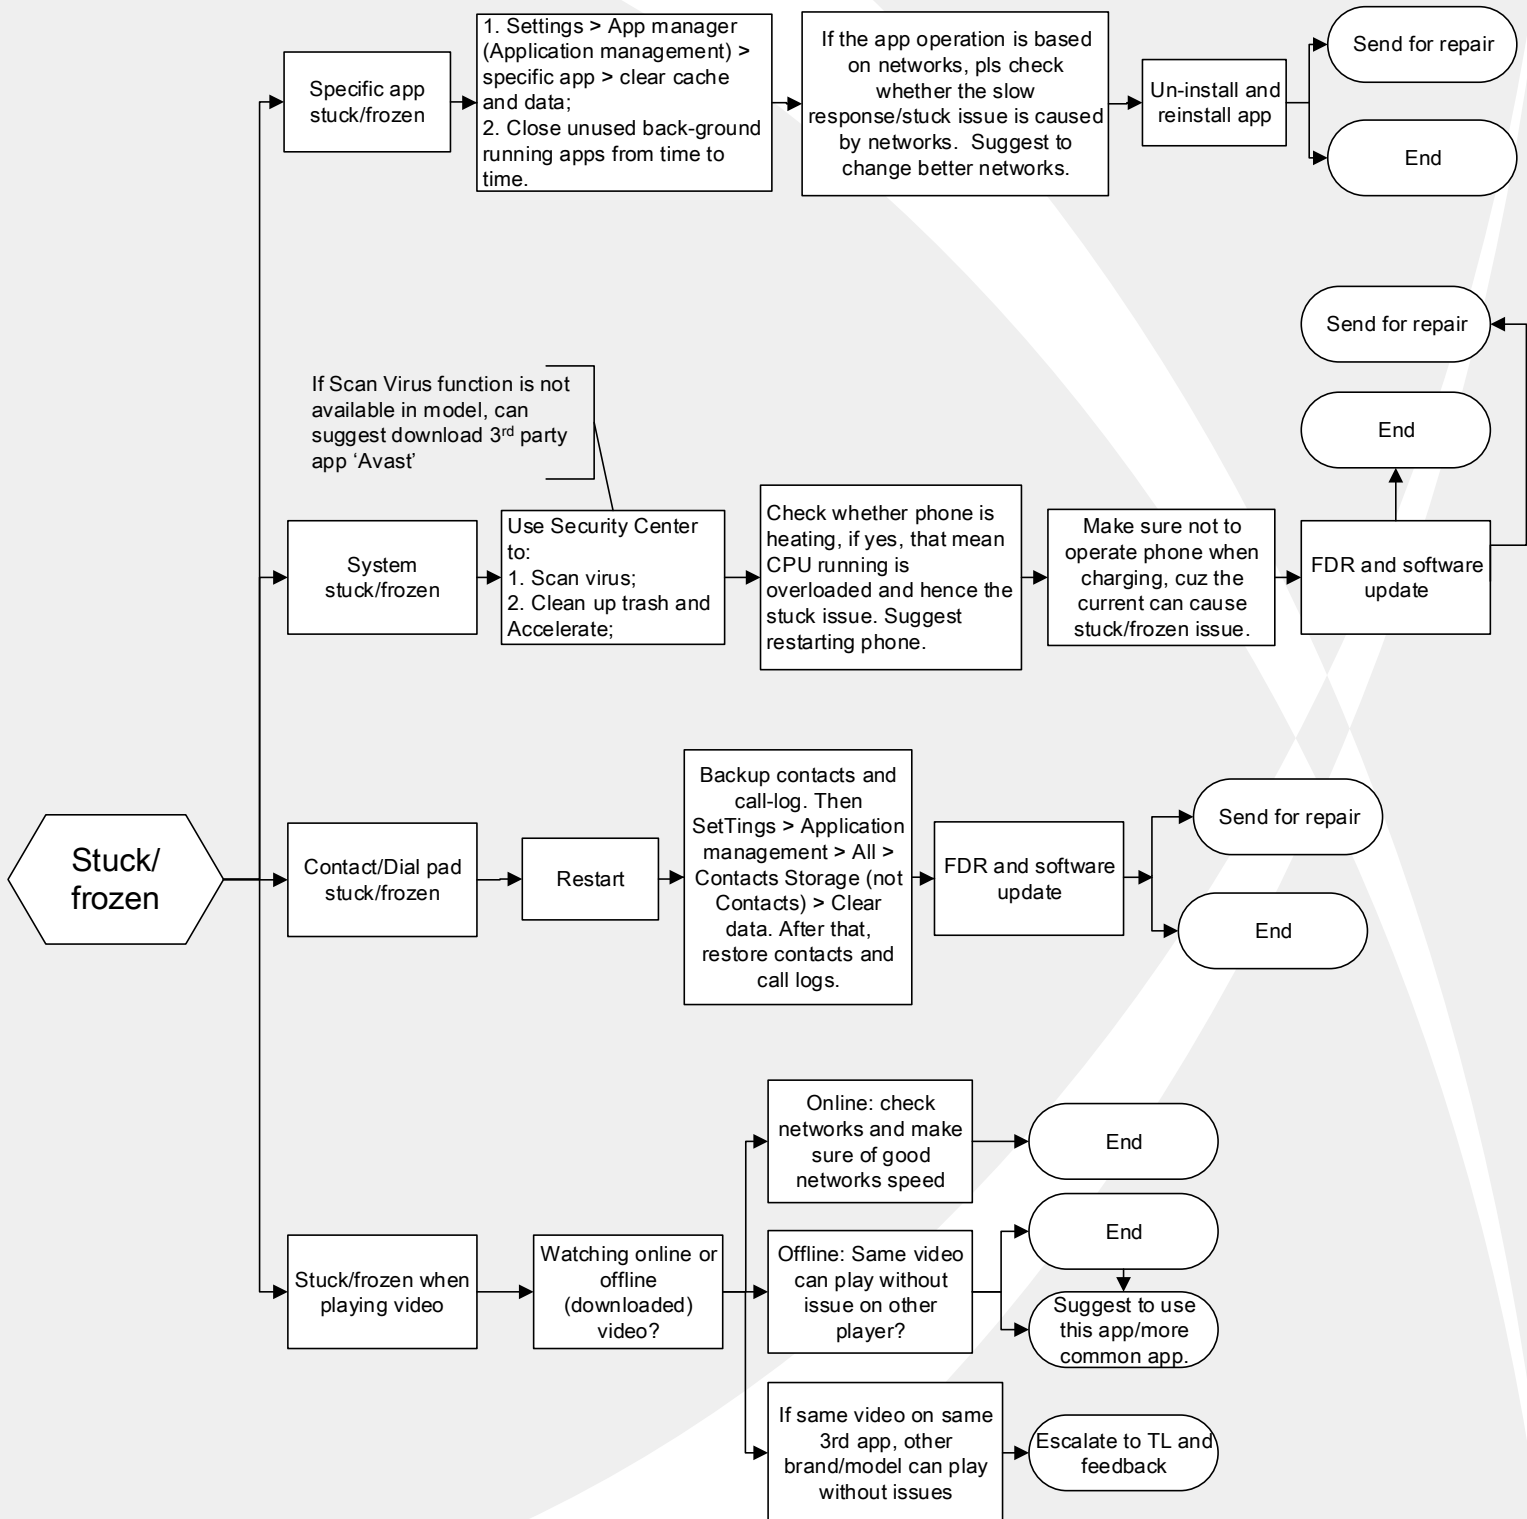 Specific app
stuck/frozen
1. Settings > App manager
(Application management) >
specific app > clear cache
and data;
2. Close unused back-ground
running apps from time to
time.
If the app operation is based
on networks, pls check
whether the slow
response/stuck issue is caused
by networks.  Suggest to
change better networks.
Un-install and
reinstall app
Send for repair
End
If Scan Virus function is not
available in model, can
suggest download 3rd party
app ‘Avast’
System
stuck/frozen
Use Security Center
to:
1. Scan virus;
2. Clean up trash and
Accelerate;
Check whether phone is
heating, if yes, that mean
CPU running is
overloaded and hence the
stuck issue. Suggest
restarting phone.
Make sure not to
operate phone when
charging, cuz the
current can cause
stuck/frozen issue.
FDR and software
update
Send for repair
End
Stuck/
frozen
Contact/Dial pad
stuck/frozen
Restart
Backup contacts and
call-log. Then
SetTings > Application
management > All >
Contacts Storage (not
Contacts) > Clear
data. After that,
restore contacts and
call logs.
FDR and software
update
Send for repair
End
Stuck/frozen when
playing video
Watching online or
offline
(downloaded)
video?
Online: check
networks and make
sure of good
networks speed
End
Offline: Same video
can play without
issue on other
player?
End
Suggest to use
this app/more
common app.
If same video on same
3rd app, other
brand/model can play
without issues
Escalate to TL and
feedback